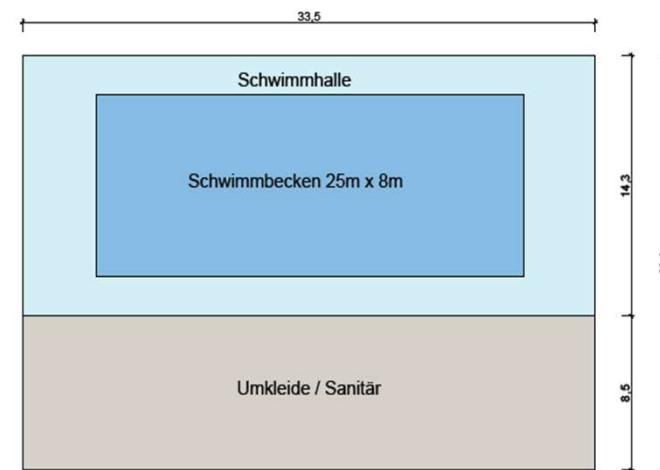 33,5
Schwimmhalle
Schwimmbecken 25m x 8m
14,3
Umkleide / Sanitär
8,5